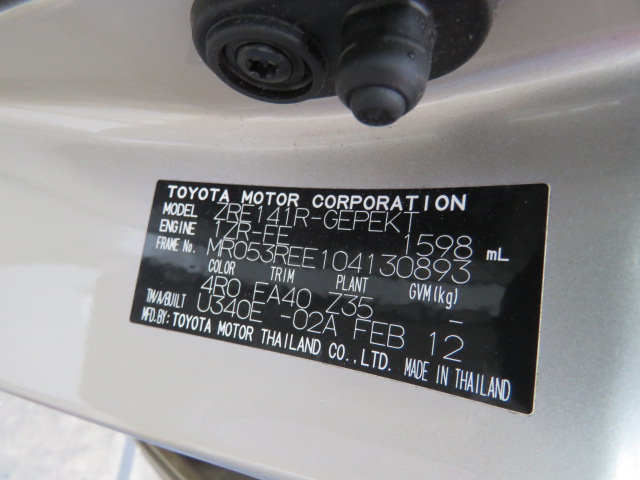 TOYOTA MOTOR CORPORATION
MODEL ZRE141R-GEPEKT
ENGINE 1ZR-FE 1598 mL
FRAME No. MR053REE104130893
COLOR TRIM PLANT GVM(kg)
4R0 FA40 Z35 –
TM/A/BUILT U340E -02A FEB 12
MFD.BY: TOYOTA MOTOR THAILAND CO.,LTD. MADE IN THAILAND